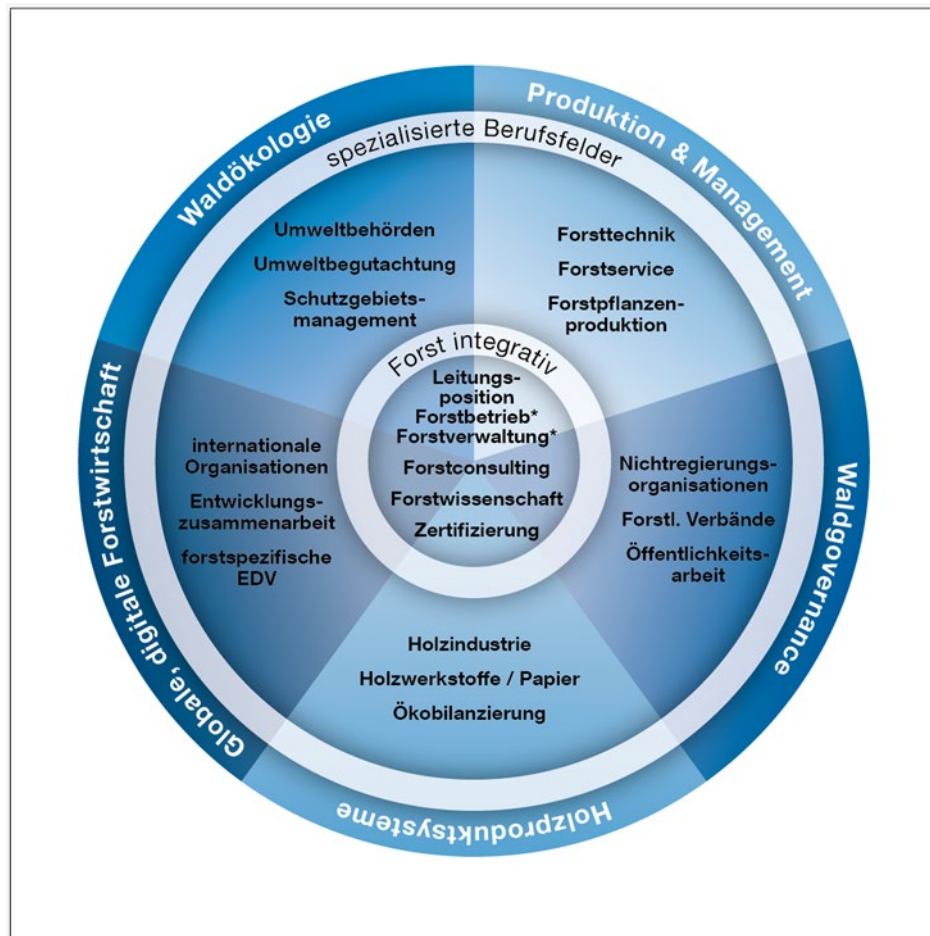 Waldökologie
Produktion & Management
spezialisierte Berufsfelder
Umweltbehörden
Umweltbegutachtung
Schutzgebiets-
management
Forsttechnik
Forstservice
Forstpflanzen-
produktion
Forst integrativ
Leitungs-
position
Forstbetrieb*
Forstverwaltung*
Forstconsulting
Forstwissenschaft
Zertifizierung
Globale, digitale Forstwirtschaft
internationale
Organisationen
Entwicklungs-
zusammenarbeit
forstspezifische
EDV
Nichtregierungs-
organisationen
Forstl. Verbände
Öffentlichkeits-
arbeit
Waldgovernance
Holzindustrie
Holzwerkstoffe / Papier
Ökobilanzierung
Holzproduktsysteme